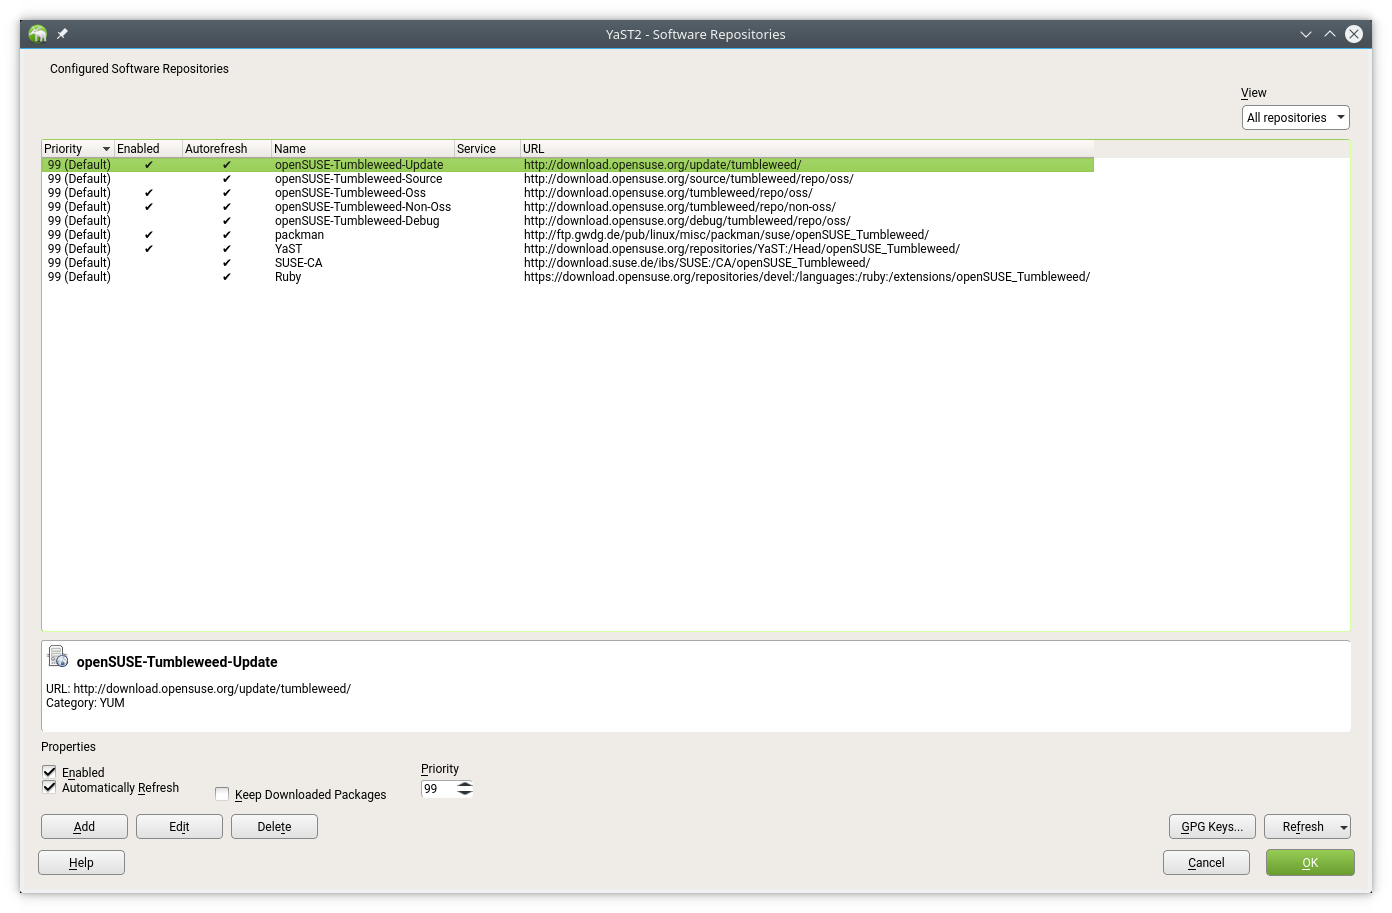 YaST2 - Software Repositories
Configured Software Repositories
View
All repositories
Priority Enabled Autorefresh Name Service URL
99 (Default) ✔ ✔ openSUSE-Tumbleweed-Update http://download.opensuse.org/update/tumbleweed/
99 (Default) ✔ openSUSE-Tumbleweed-Source http://download.opensuse.org/source/tumbleweed/repo/oss/
99 (Default) ✔ ✔ openSUSE-Tumbleweed-Oss http://download.opensuse.org/tumbleweed/repo/oss/
99 (Default) ✔ ✔ openSUSE-Tumbleweed-Non-Oss http://download.opensuse.org/tumbleweed/repo/non-oss/
99 (Default) ✔ openSUSE-Tumbleweed-Debug http://download.opensuse.org/debug/tumbleweed/repo/oss/
99 (Default) ✔ ✔ packman http://ftp.gwdg.de/pub/linux/misc/packman/suse/openSUSE_Tumbleweed/
99 (Default) ✔ ✔ YaST http://download.opensuse.org/repositories/YaST:/Head/openSUSE_Tumbleweed/
99 (Default) ✔ SUSE-CA http://download.suse.de/ibs/SUSE:/CA/openSUSE_Tumbleweed/
99 (Default) ✔ Ruby https://download.opensuse.org/repositories/devel:/languages:/ruby:/extensions/openSUSE_Tumbleweed/
openSUSE-Tumbleweed-Update
URL: http://download.opensuse.org/update/tumbleweed/
Category: YUM
Properties
Enabled
Automatically Refresh
Keep Downloaded Packages
Priority
99
Add Edit Delete GPG Keys... Refresh
Help Cancel OK